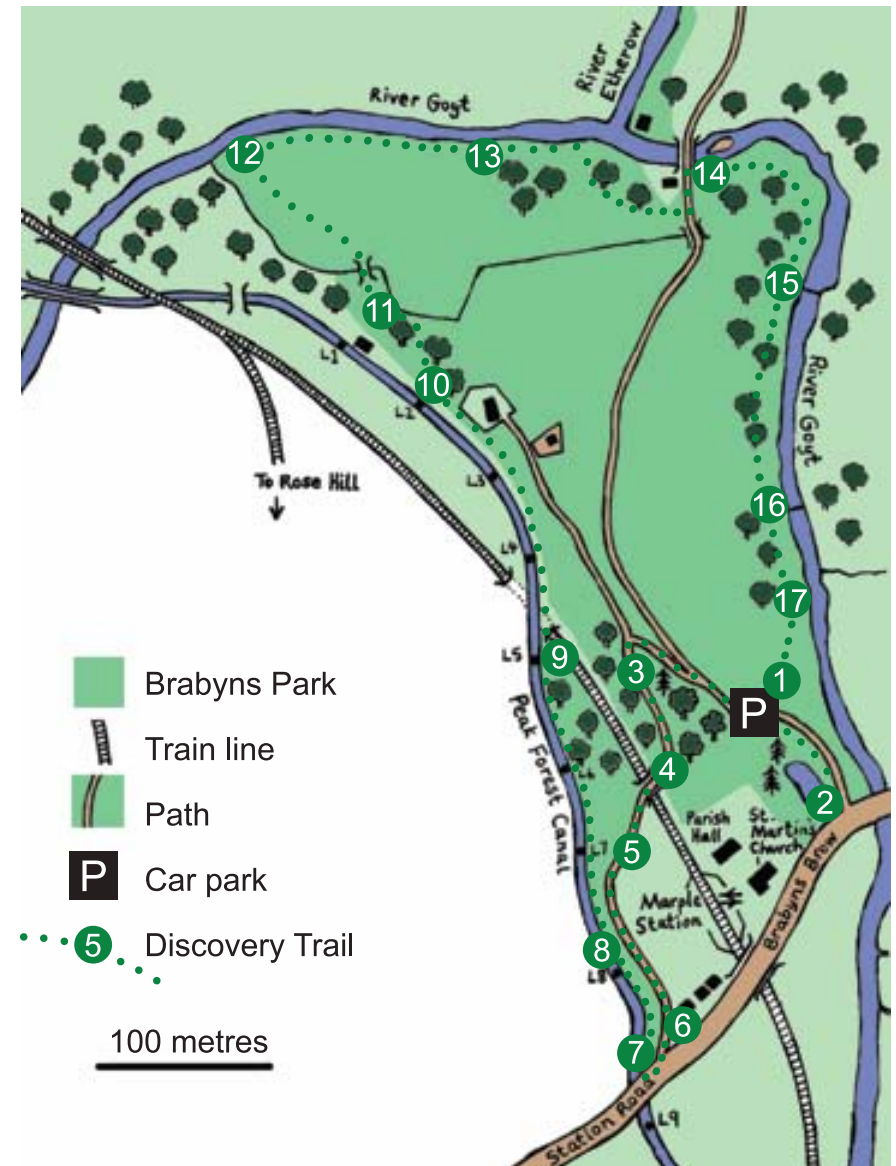 River Goyt
River
Etherow
12
13
14
15
11
L1
10
L2
River Goyt
To Rose Hill
L3
16
L4
17
L5
9
3
1
P
Peak Forest Canal
L6
4
2
Parish
Hall
St.
Martins
Church
L7
5
Marple
Station
Brabyns Brow
8
L8
6
7
Station Road
L9
Brabyns Park
Train line
Path
P
Car park
5
Discovery Trail
100 metres